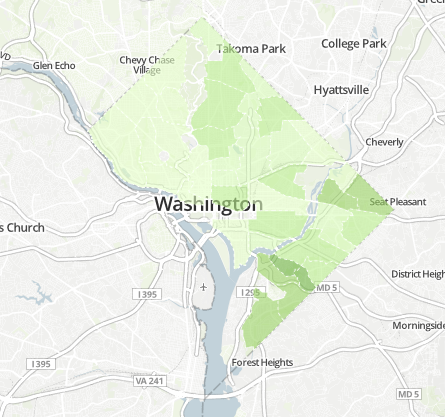 Takoma Park
College Park
Chevy Chase
Village
Glen Echo
Hyattsville
Cheverly
Washington
Seat Pleasant
s Church
District Heigh
I 395
I 295
MD 5
Morningside
I 395
Forest Heights
VA 241
MD 5